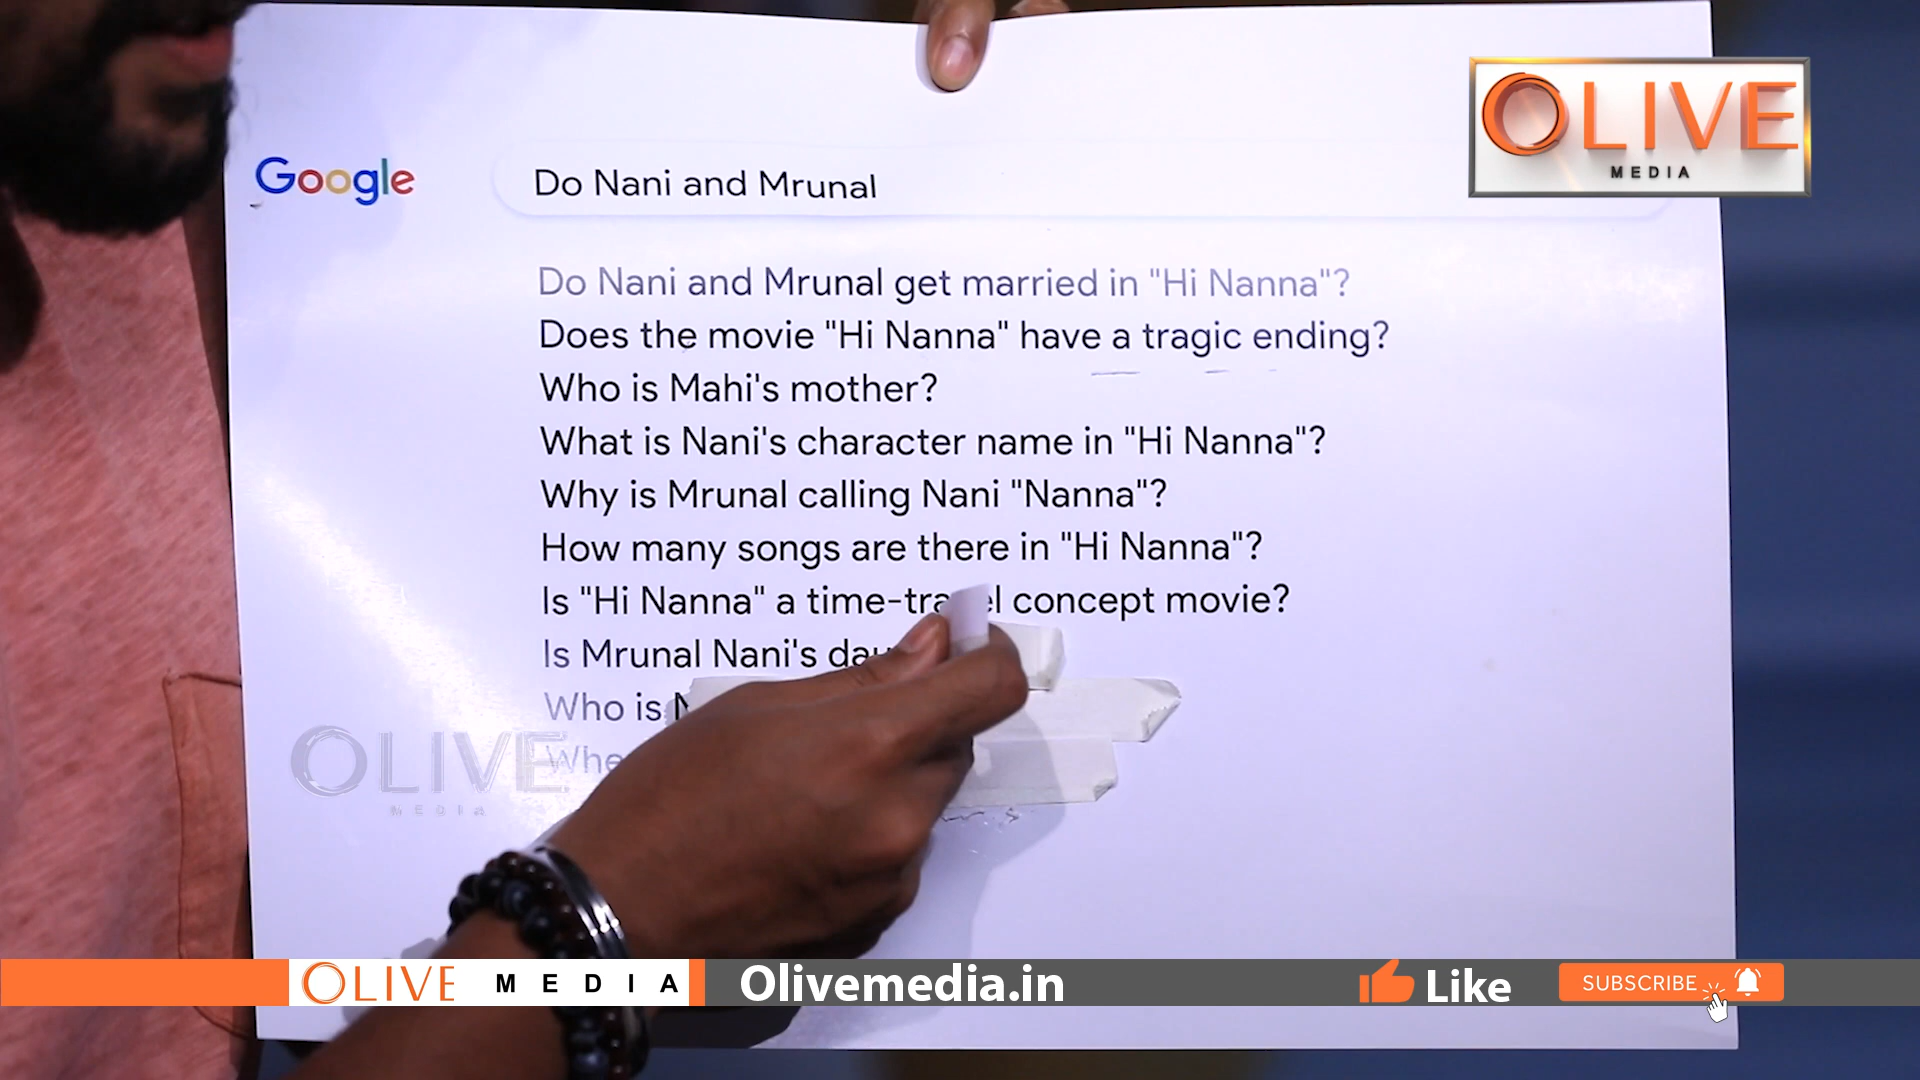 OLIVE
MEDIA
Google
Do Nani and Mrunal
Do Nani and Mrunal get married in "Hi Nanna"?
Does the movie "Hi Nanna" have a tragic ending?
Who is Mahi's mother?
What is Nani's character name in "Hi Nanna"?
Why is Mrunal calling Nani "Nanna"?
How many songs are there in "Hi Nanna"?
Is "Hi Nanna" a time-travel concept movie?
Is Mrunal Nani's
Who is
OLIVE
MEDIA
OLIVE MEDIA Olivemedia.in Like SUBSCRIBE